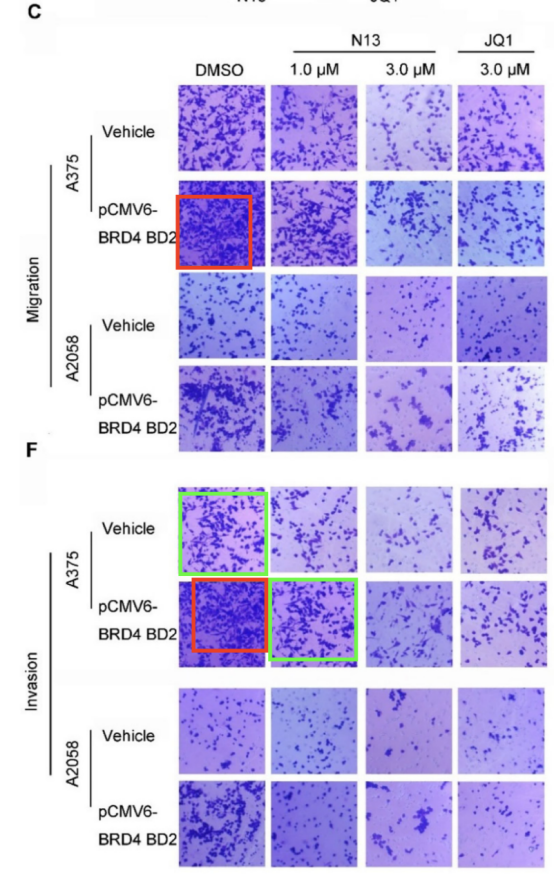 C
N13 JQ1
DMSO 1.0 µM 3.0 µM 3.0 µM
Migration
A375
Vehicle
pCMV6-
BRD4 BD2
A2058
Vehicle
pCMV6-
BRD4 BD2
F
Invasion
A375
Vehicle
pCMV6-
BRD4 BD2
A2058
Vehicle
pCMV6-
BRD4 BD2